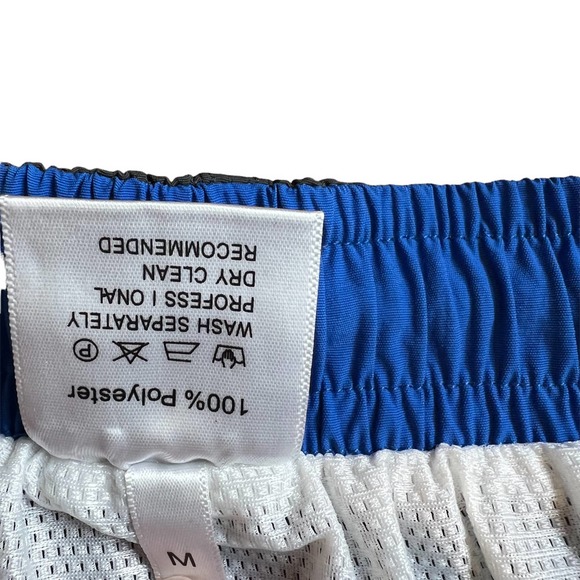 100% Polyester
P
WASH SEPARATELY
PROFESS I ONAL
DRY CLEAN
RECOMMENDED
M